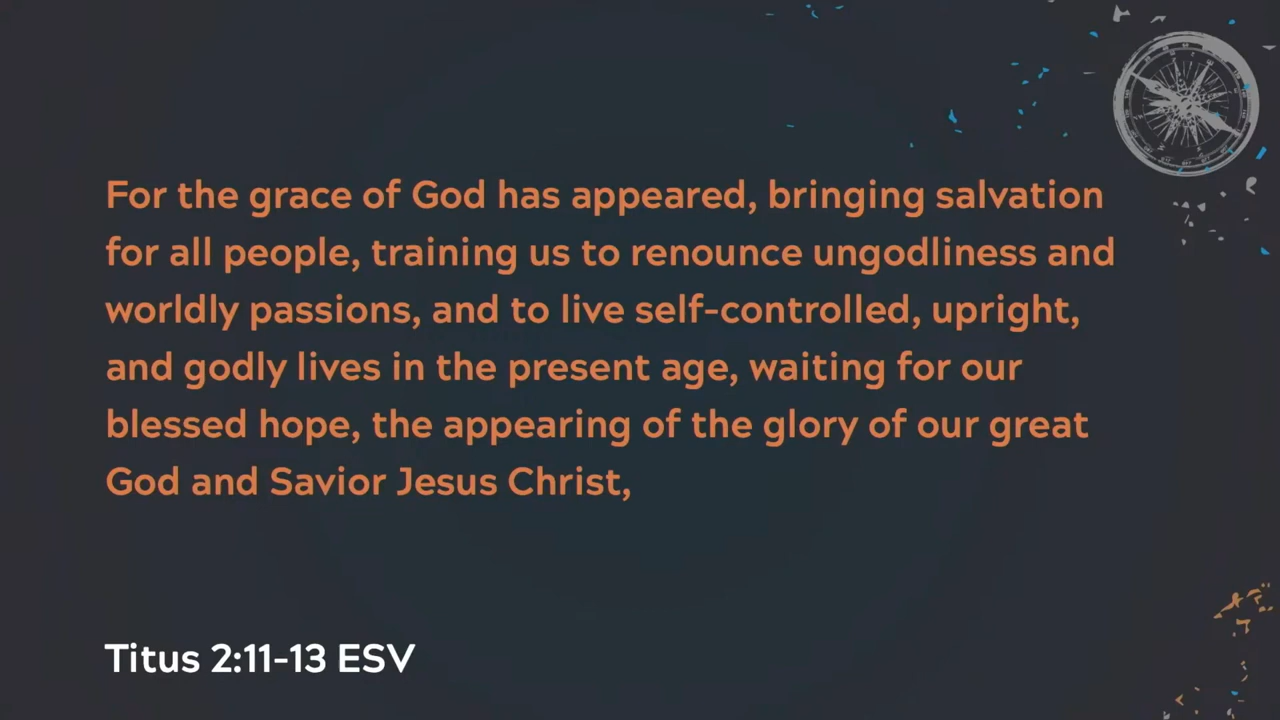 For the grace of God has appeared, bringing salvation
for all people, training us to renounce ungodliness and
worldly passions, and to live self-controlled, upright,
and godly lives in the present age, waiting for our
blessed hope, the appearing of the glory of our great
God and Savior Jesus Christ,
Titus 2:11-13 ESV